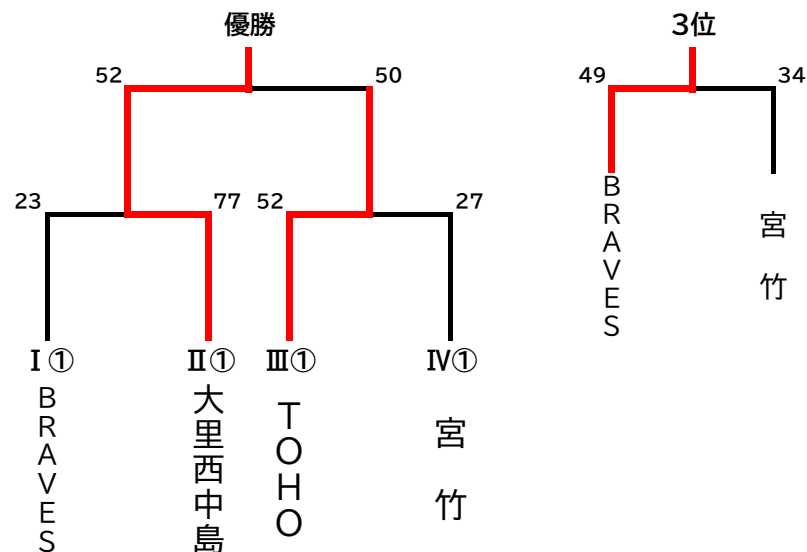 優勝
3位
52
50
49
34
23
77
52
27
BRAVES
宮竹
Ⅰ①
Ⅱ①
Ⅲ①
Ⅳ①
BRAVES
大里西中島
TOHO
宮竹